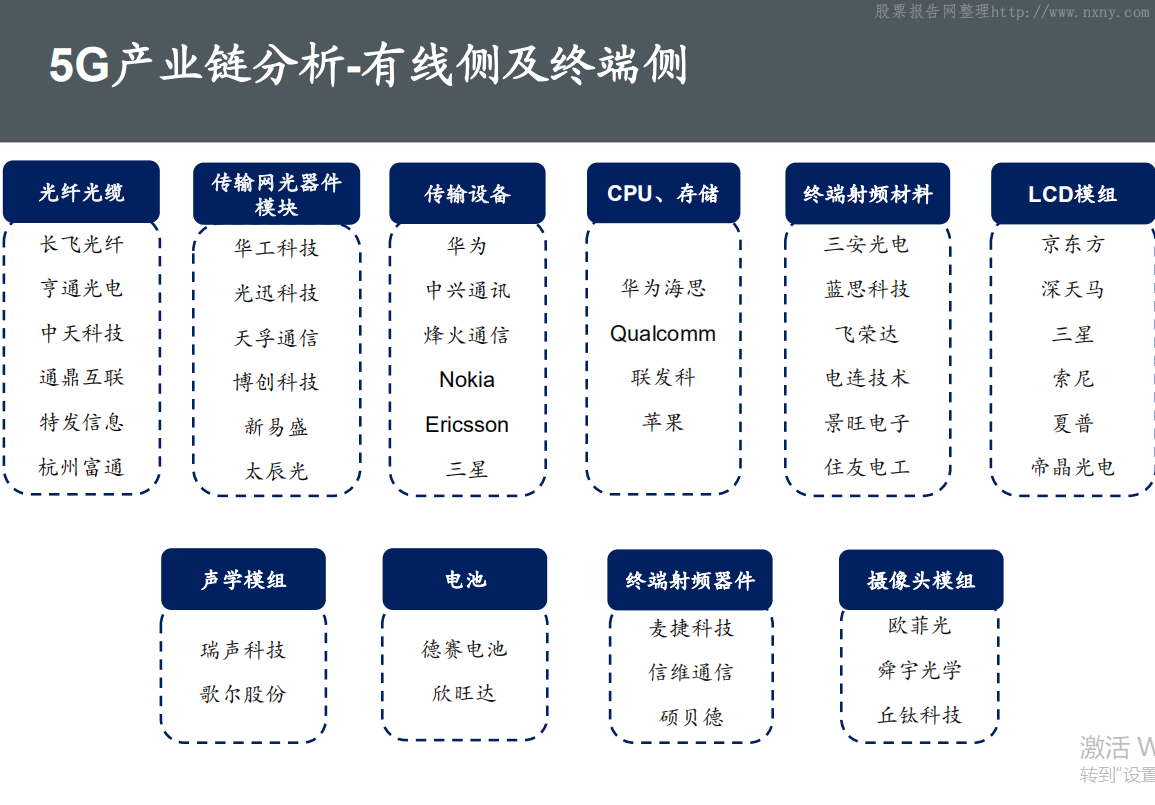 股票报告网整理http://www.nxny.com
5G产业链分析-有线侧及终端侧
光纤光缆
长飞光纤
亨通光电
中天科技
通鼎互联
特发信息
杭州富通
传输网光器件
模块
华工科技
光迅科技
天孚通信
博创科技
新易盛
太辰光
传输设备
华为
中兴通讯
烽火通信
Nokia
Ericsson
三星
CPU、存储
华为海思
Qualcomm
联发科
苹果
终端射频材料
三安光电
蓝思科技
飞荣达
电连技术
景旺电子
住友电工
LCD模组
京东方
深天马
三星
索尼
夏普
帝晶光电
声学模组
瑞声科技
歌尔股份
电池
德赛电池
欣旺达
终端射频器件
麦捷科技
信维通信
硕贝德
摄像头模组
欧菲光
舜宇光学
丘钛科技
激活 W
转到"设置